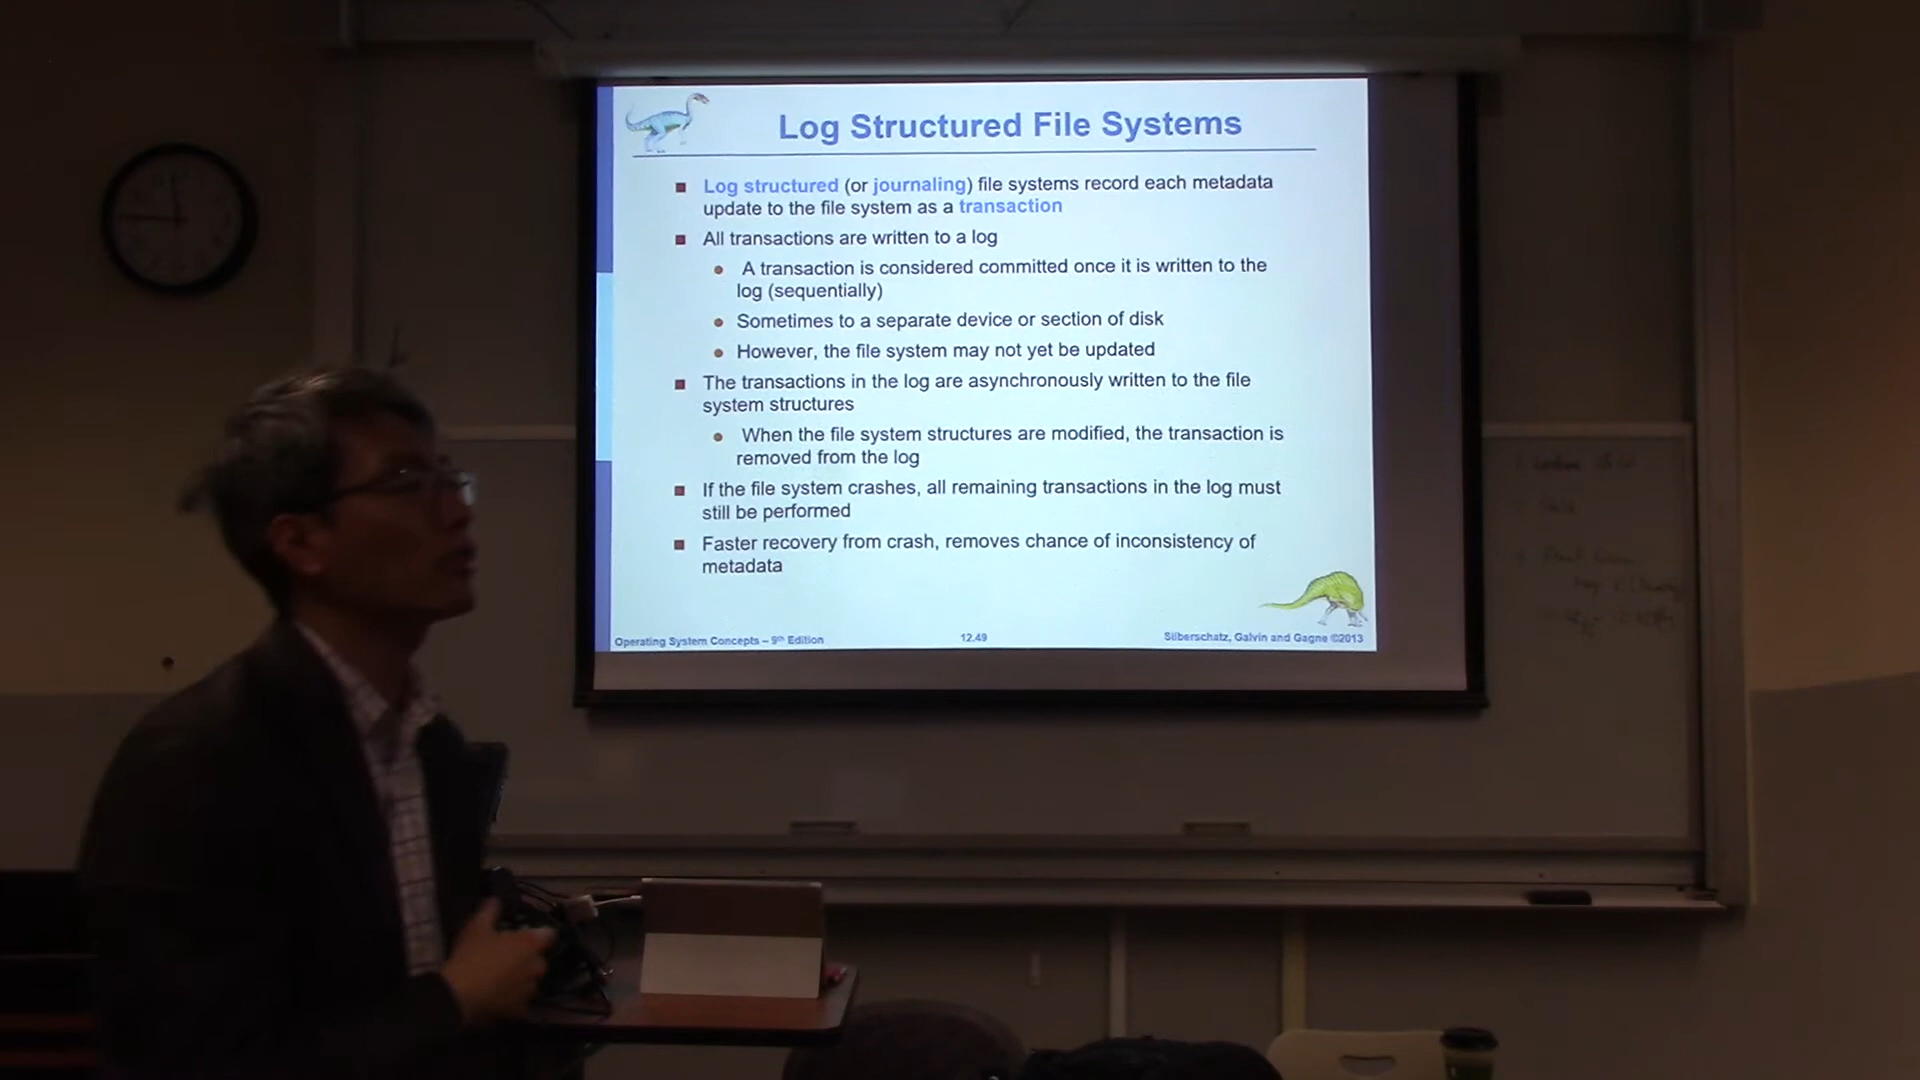 Log Structured File Systems
Log structured (or journaling) file systems record each metadata
update to the file system as a transaction
All transactions are written to a log
A transaction is considered committed once it is written to the
log (sequentially)
Sometimes to a separate device or section of disk
However, the file system may not yet be updated
The transactions in the log are asynchronously written to the file
system structures
When the file system structures are modified, the transaction is
removed from the log
If the file system crashes, all remaining transactions in the log must
still be performed
Faster recovery from crash, removes chance of inconsistency of
metadata
Operating System Concepts – 9th Edition
12.49
Silberschatz, Galvin and Gagne ©2013